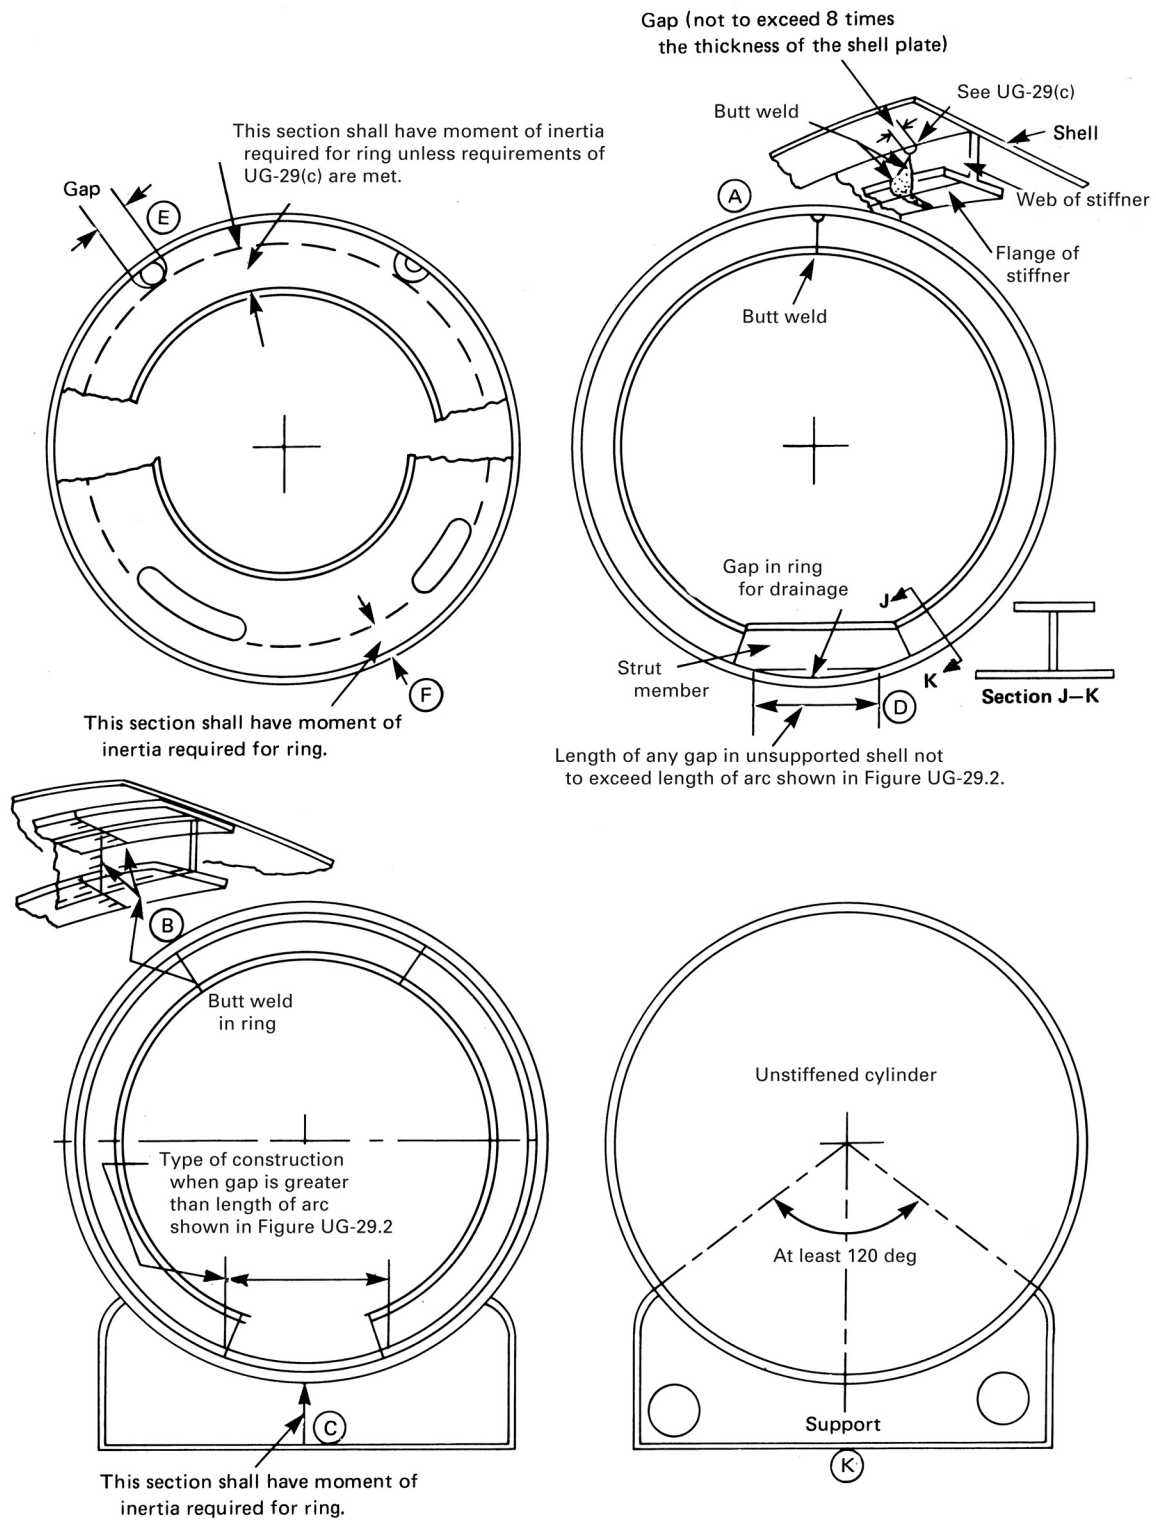 Gap (not to exceed 8 times
the thickness of the shell plate)
See UG-29(c)
Butt weld
Shell
Web of stiffner
Flange of
stiffner
A
Butt weld
This section shall have moment of inertia
required for ring unless requirements of
UG-29(c) are met.
Gap
E
F
This section shall have moment of
inertia required for ring.
Gap in ring
for drainage
J
K
Strut
member
D
Section J–K
Length of any gap in unsupported shell not
to exceed length of arc shown in Figure UG-29.2.
B
Butt weld
in ring
Type of construction
when gap is greater
than length of arc
shown in Figure UG-29.2
C
This section shall have moment of
inertia required for ring.
Unstiffened cylinder
At least 120 deg
Support
K